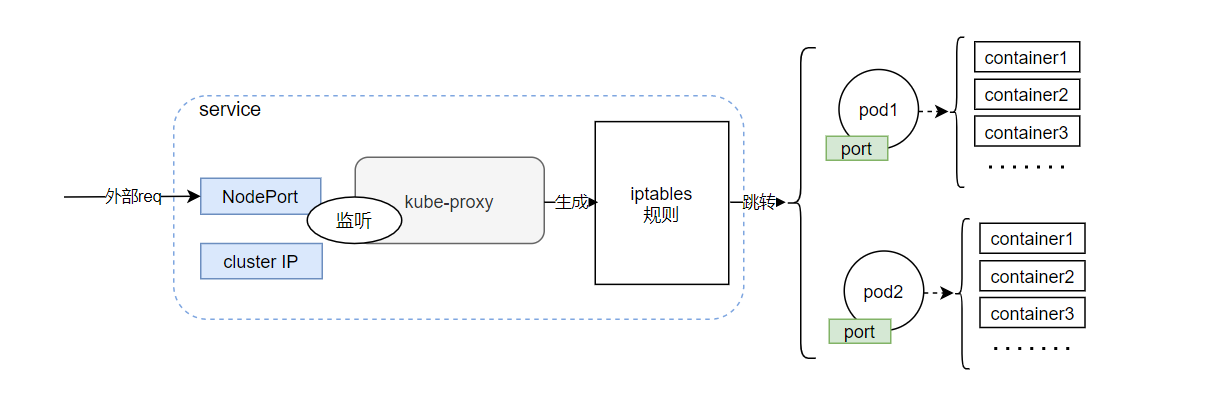 service
外部req
NodePort
监听
cluster IP
kube-proxy
生成
iptables
规则
跳转
pod1
port
container1
container2
container3
.......
pod2
port
container1
container2
container3
.......